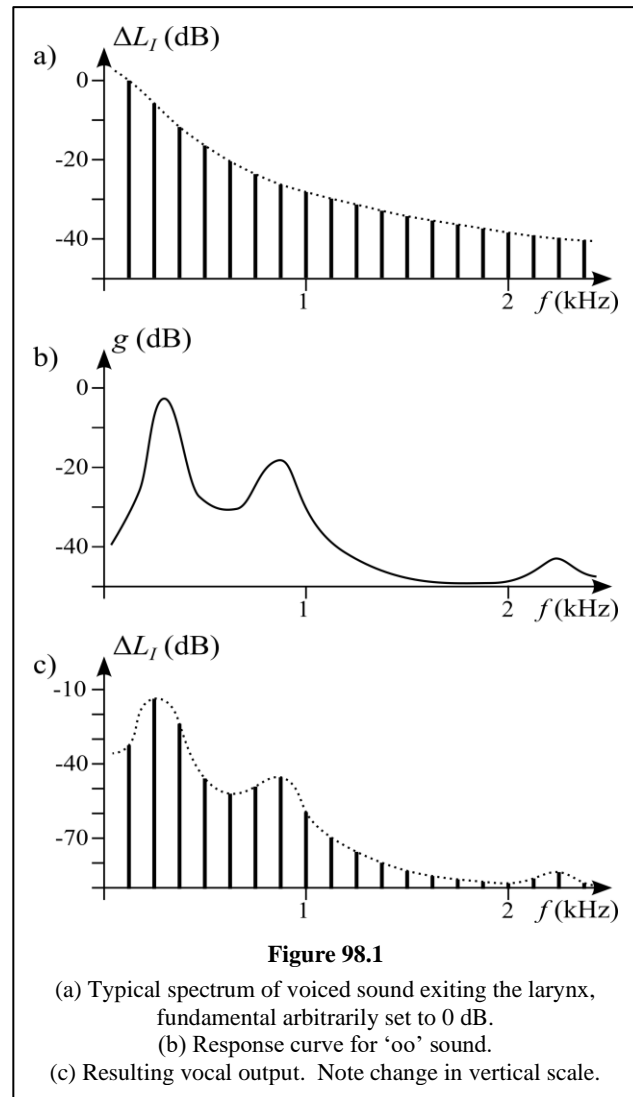 ΔL_I (dB)
a)
0
-20
-40
1
2
f (kHz)
g (dB)
b)
0
-20
-40
1
2
f (kHz)
ΔL_I (dB)
c)
-10
-40
-70
1
2
f (kHz)
Figure 98.1
(a) Typical spectrum of voiced sound exiting the larynx,
fundamental arbitrarily set to 0 dB.
(b) Response curve for ‘oo’ sound.
(c) Resulting vocal output.  Note change in vertical scale.